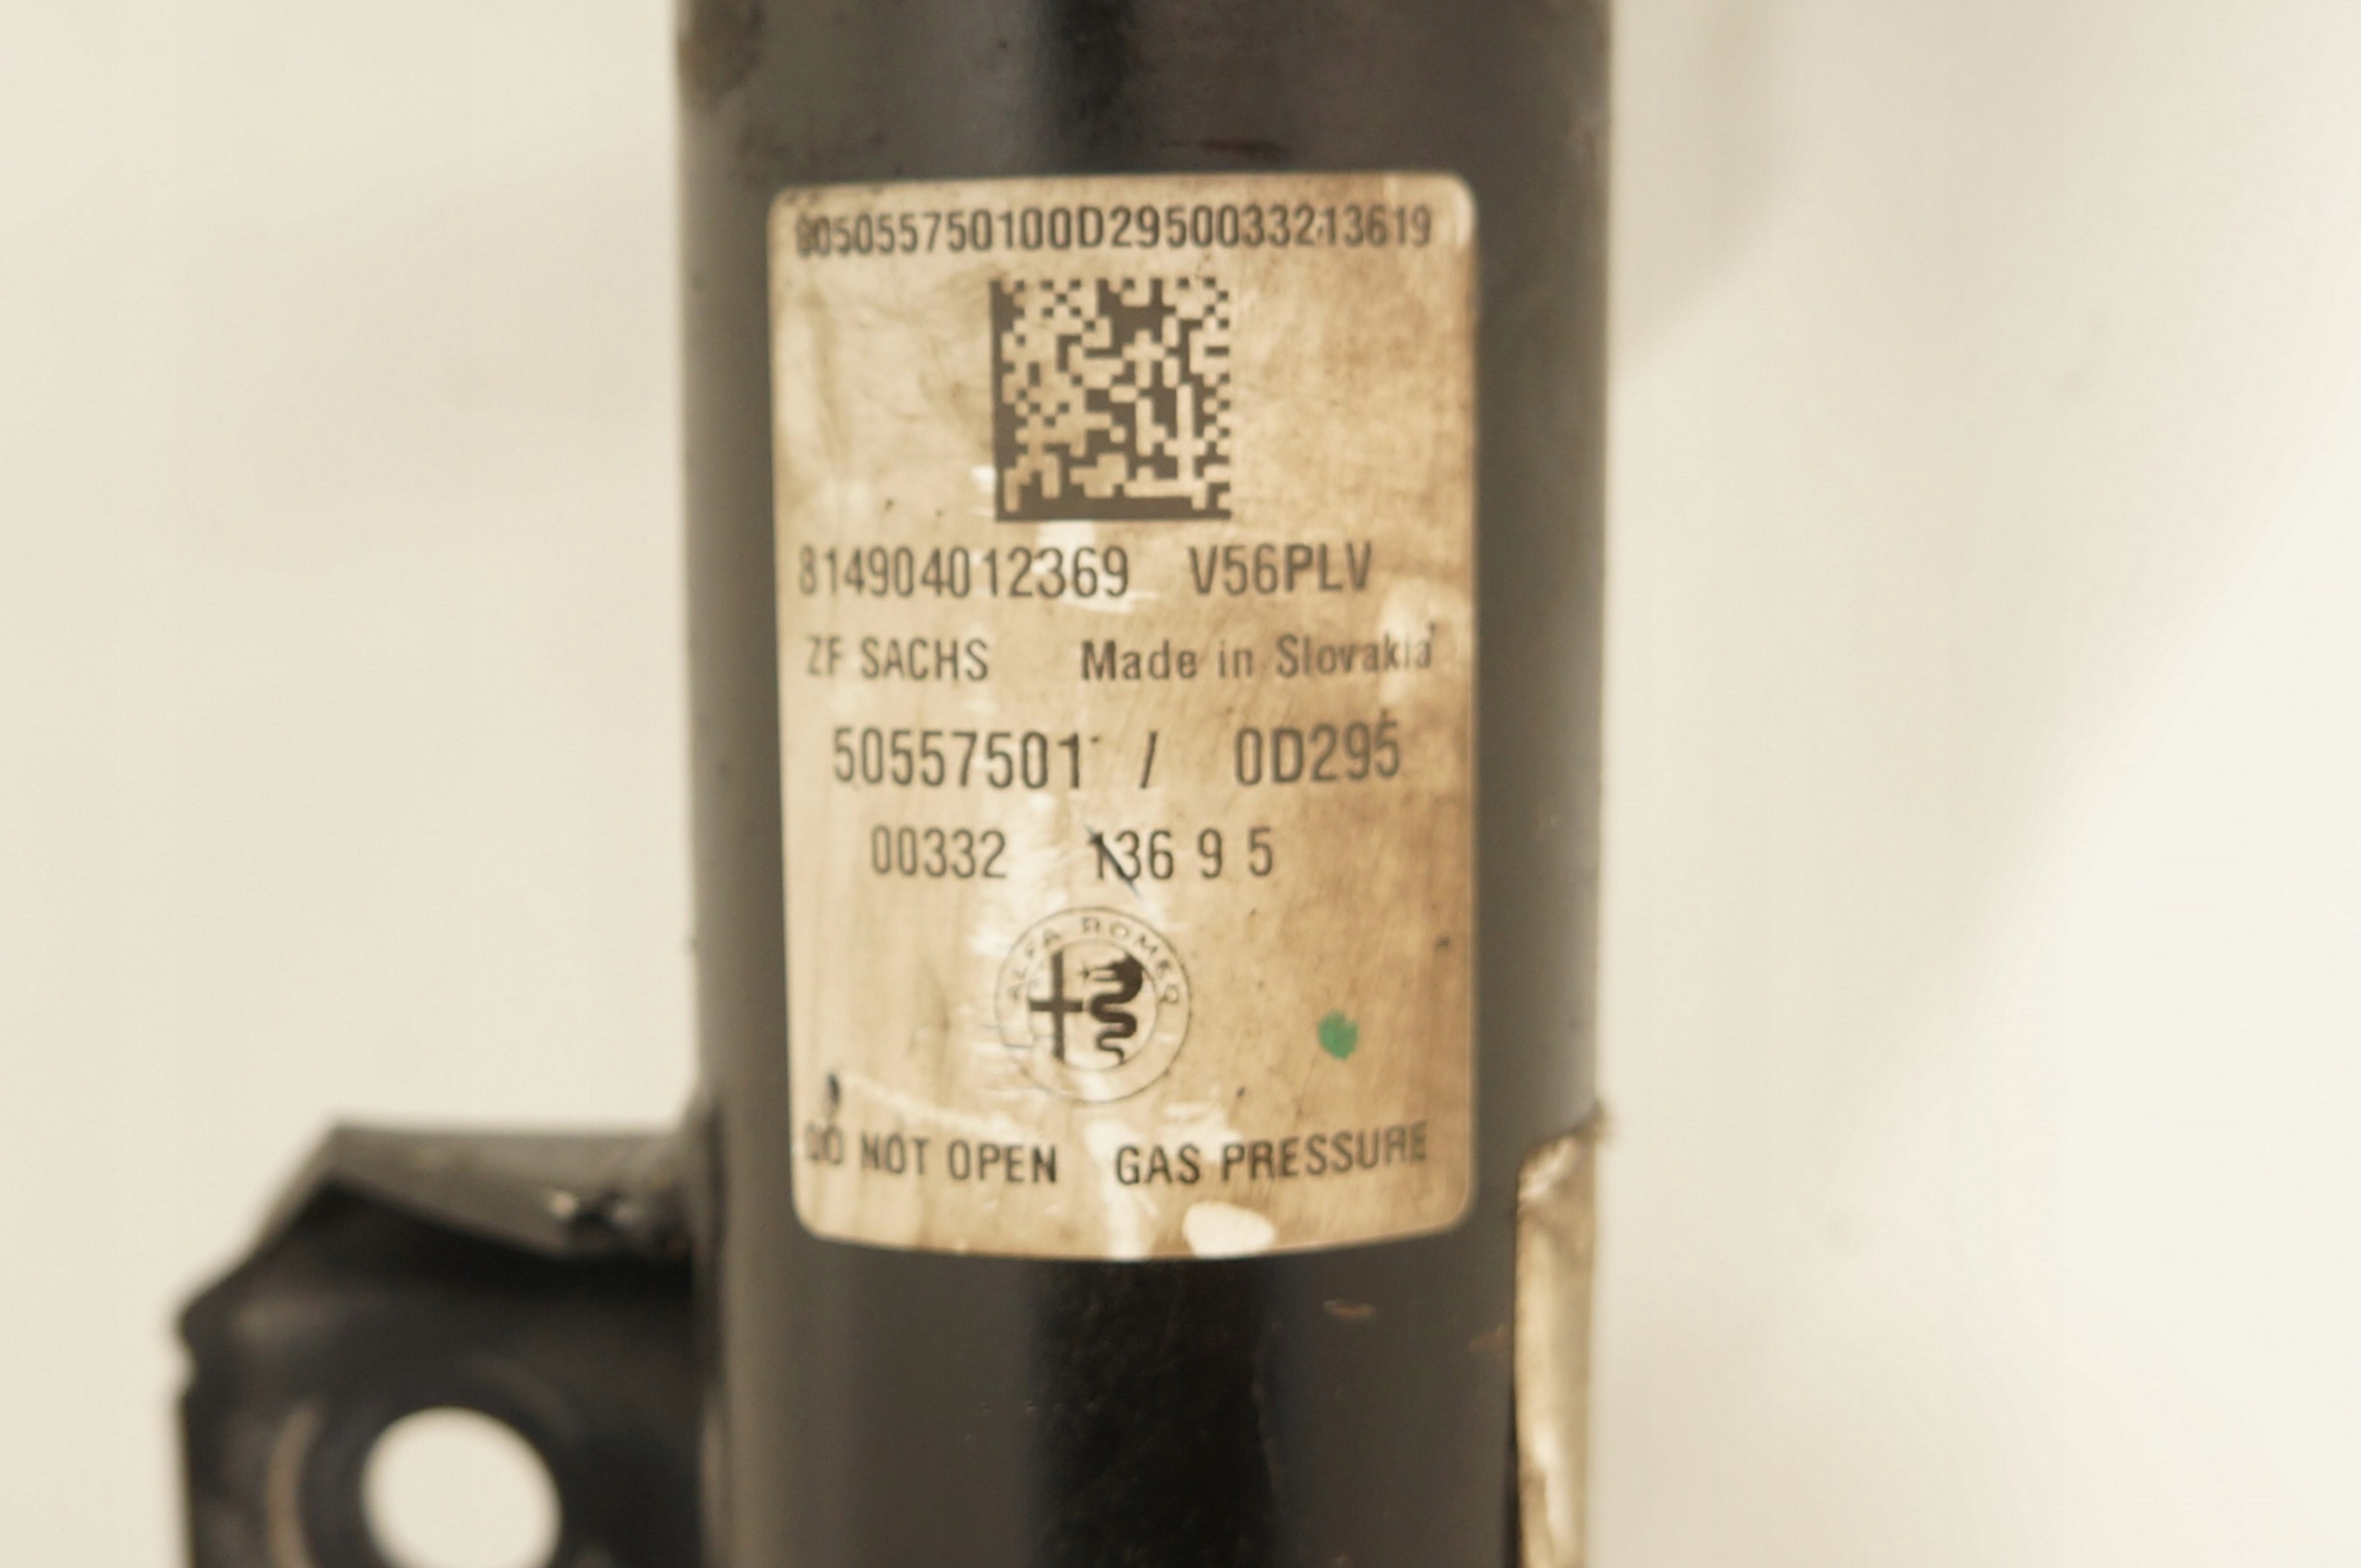 005055750100D2950033213619
814904012369 V56PLV
ZF SACHS Made in Slovakia
50557501 / 0D295
00332 136 9 5
ALFA ROMEO
DO NOT OPEN GAS PRESSURE